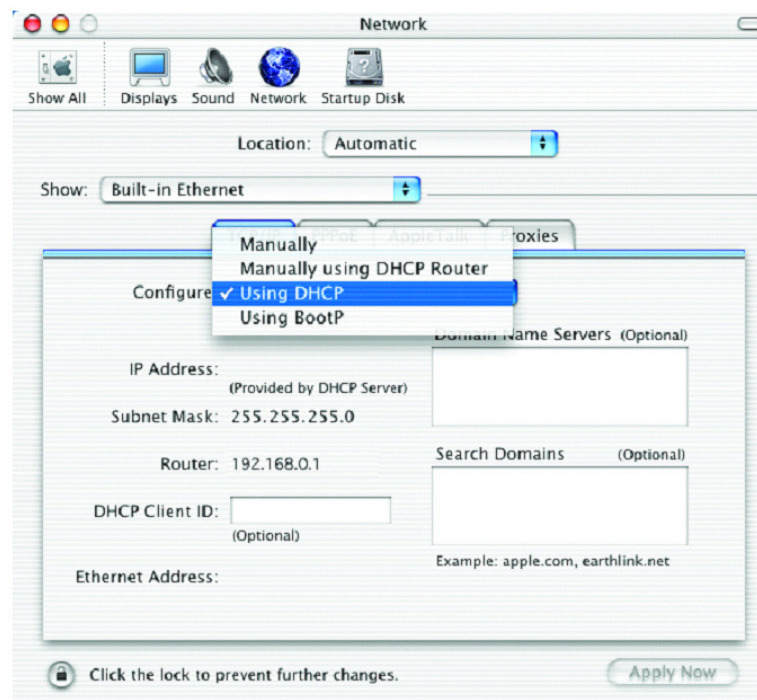 Network
Show All Displays Sound Network Startup Disk
Location: Automatic
Show: Built-in Ethernet
TCP/IP PPPoE AppleTalk Proxies
Manually
Manually using DHCP Router
Configure ✓ Using DHCP
Using BootP
Domain Name Servers (Optional)
IP Address:
(Provided by DHCP Server)
Subnet Mask: 255.255.255.0
Search Domains (Optional)
Router: 192.168.0.1
DHCP Client ID:
(Optional)
Example: apple.com, earthlink.net
Ethernet Address:
Click the lock to prevent further changes.
Apply Now